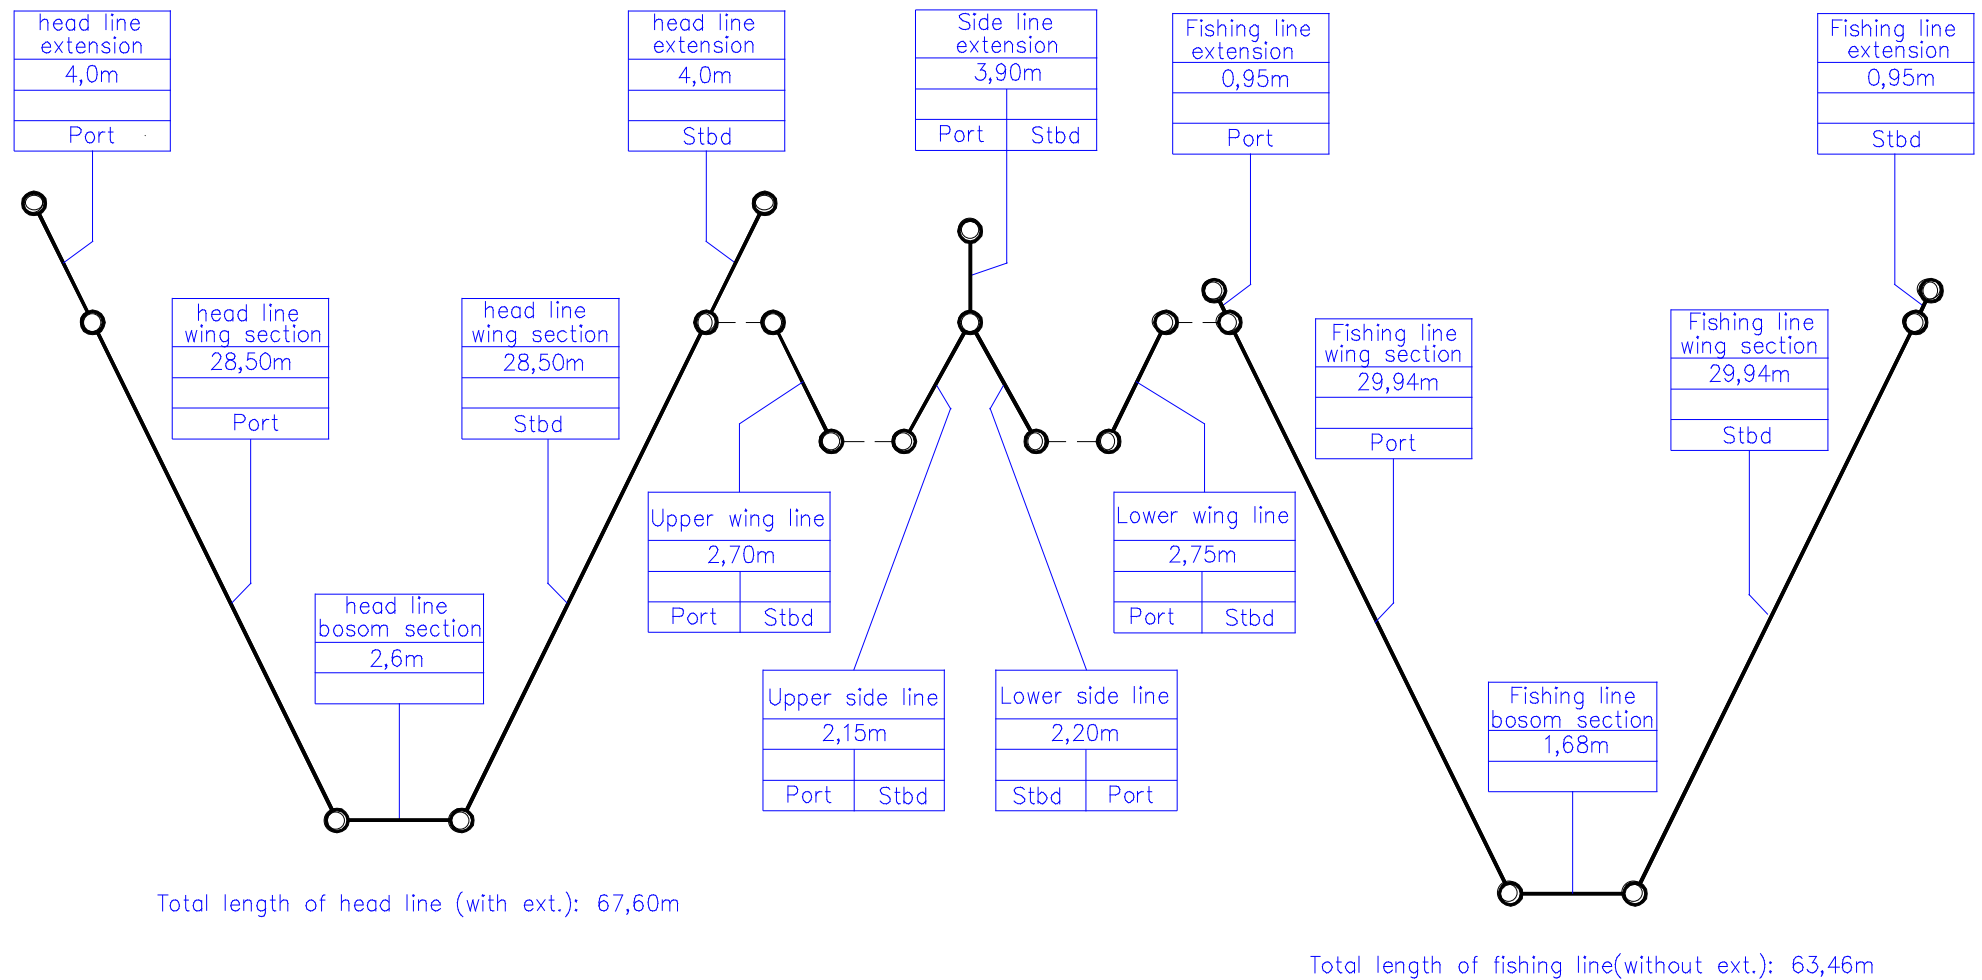 head line
extension
4,0m
Port
head line
extension
4,0m
Stbd
Side line
extension
3,90m
Port Stbd
Fishing line
extension
0,95m
Port
Fishing line
extension
0,95m
Stbd
head line
wing section
28,50m
Port
head line
wing section
28,50m
Stbd
Fishing line
wing section
29,94m
Port
Fishing line
wing section
29,94m
Stbd
Upper wing line
2,70m
Port Stbd
Lower wing line
2,75m
Port Stbd
head line
bosom section
2,6m
Upper side line
2,15m
Port Stbd
Lower side line
2,20m
Stbd Port
Fishing line
bosom section
1,68m
Total length of head line (with ext.): 67,60m
Total length of fishing line(without ext.): 63,46m